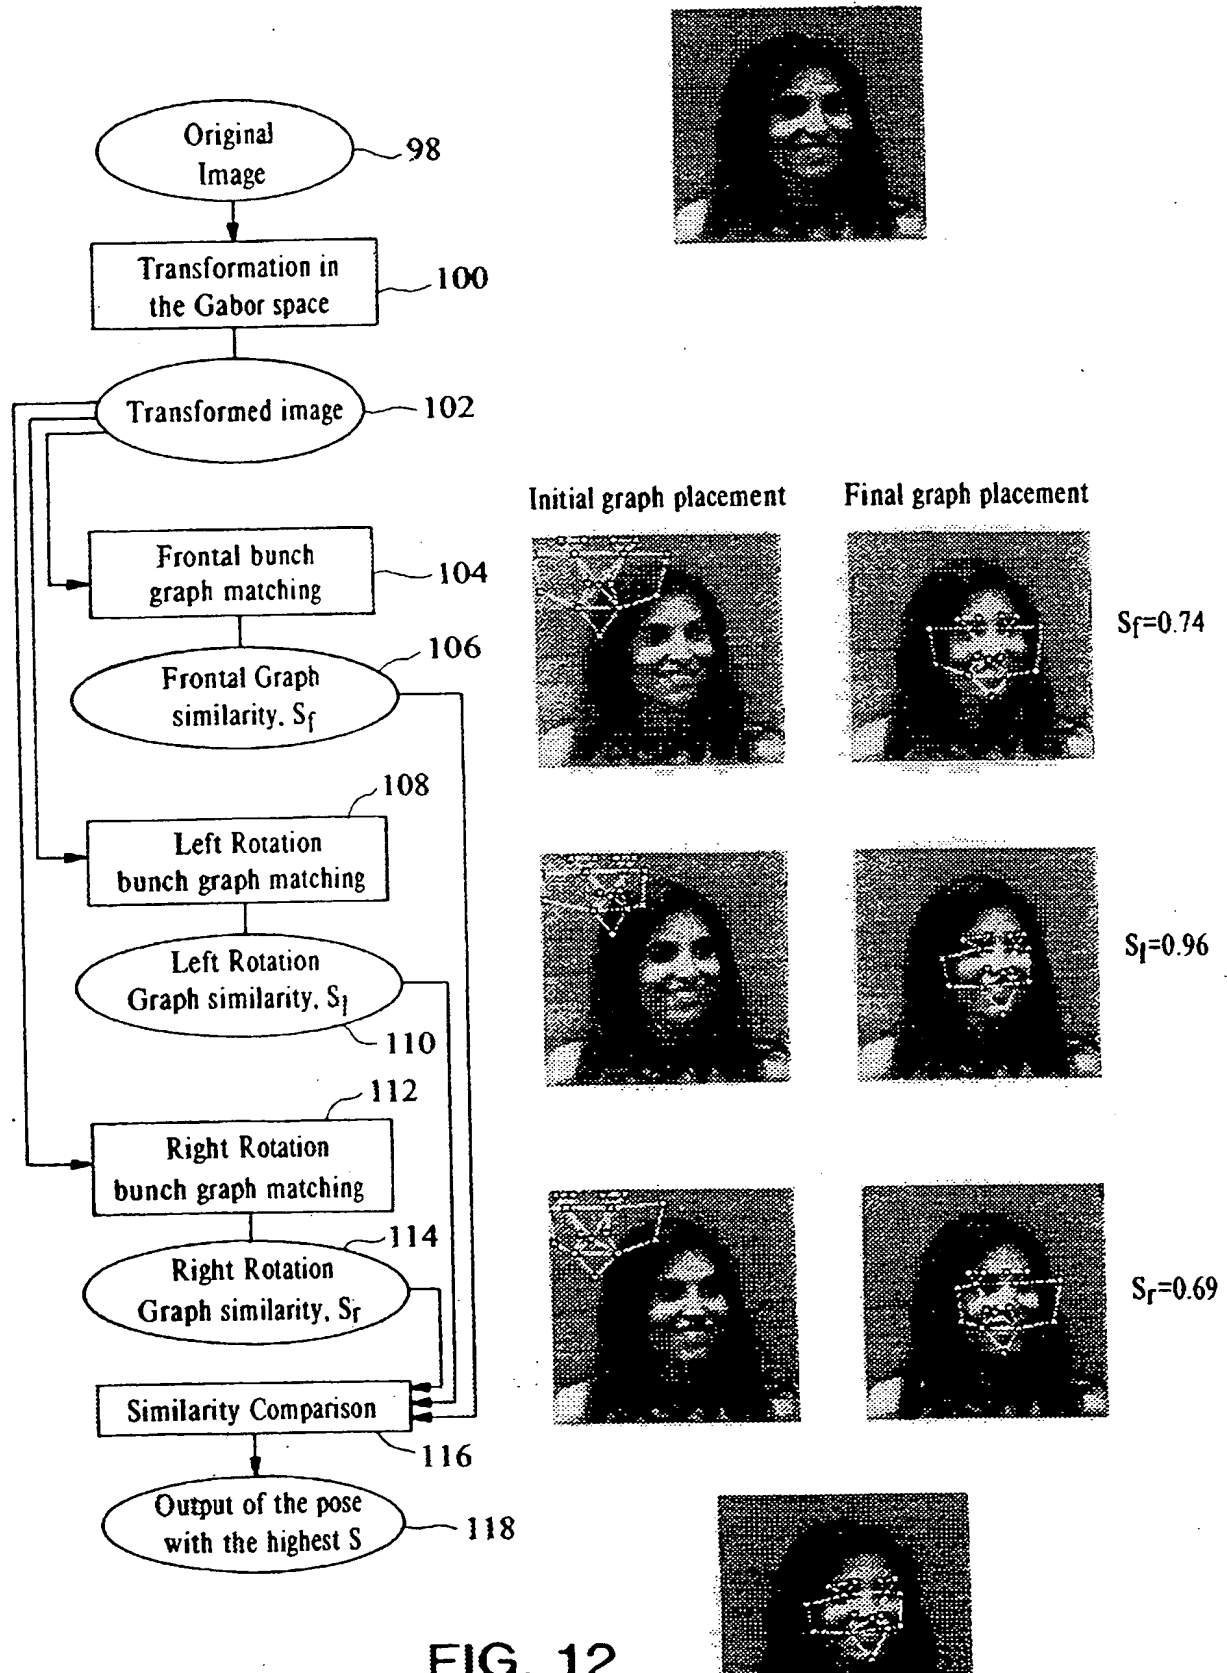 Original
Image
98
Transformation in
the Gabor space
100
Transformed image
102
Initial graph placement
Final graph placement
Frontal bunch
graph matching
104
Sf=0.74
106
Frontal Graph
similarity, Sf
108
Left Rotation
bunch graph matching
Sl=0.96
Left Rotation
Graph similarity, Sl
110
112
Right Rotation
bunch graph matching
114
Right Rotation
Graph similarity, Sr
Sr=0.69
Similarity Comparison
116
Output of the pose
with the highest S
118
FIG. 12